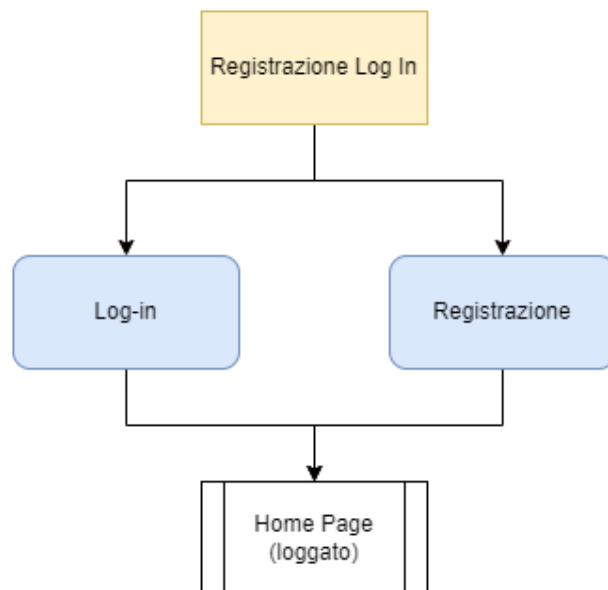 Registrazione Log In
Log-in
Registrazione
Home Page
(loggato)